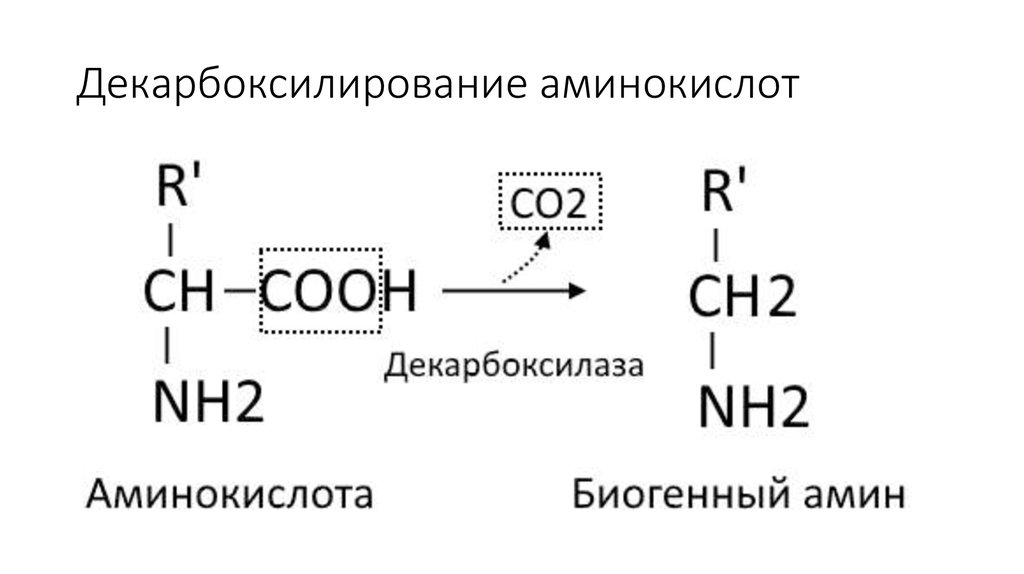 Декарбоксилирование аминокислот
R' CO2 R'
CH – COOH CH2
Декарбоксилаза
NH2 NH2
Аминокислота Биогенный амин